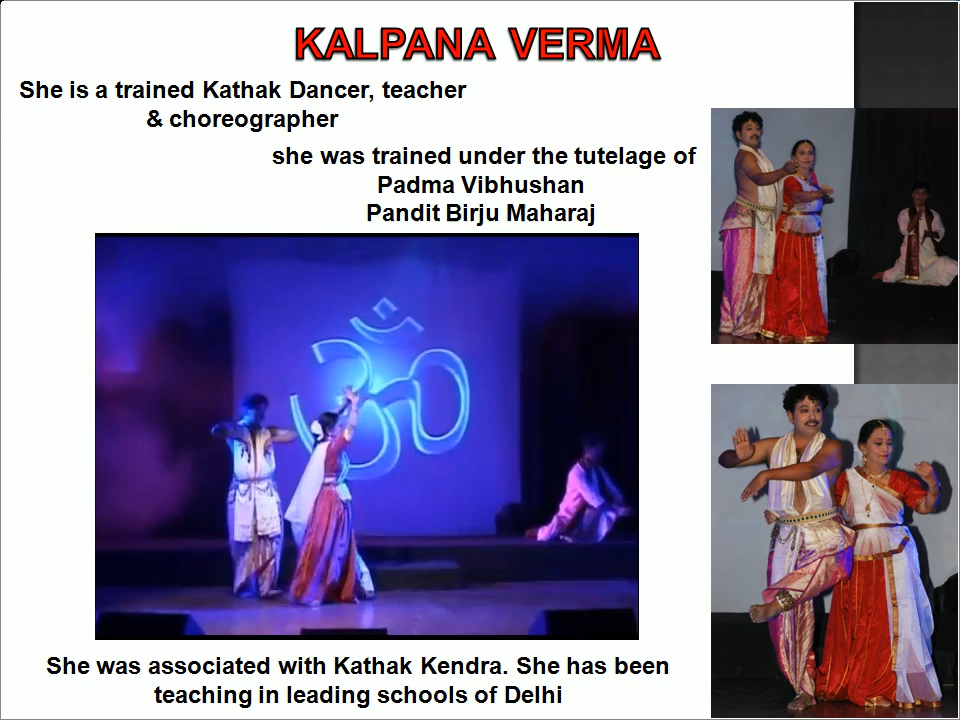 KALPANA VERMA
She is a trained Kathak Dancer, teacher
& choreographer
she was trained under the tutelage of
Padma Vibhushan
Pandit Birju Maharaj
ॐ
She was associated with Kathak Kendra. She has been
teaching in leading schools of Delhi